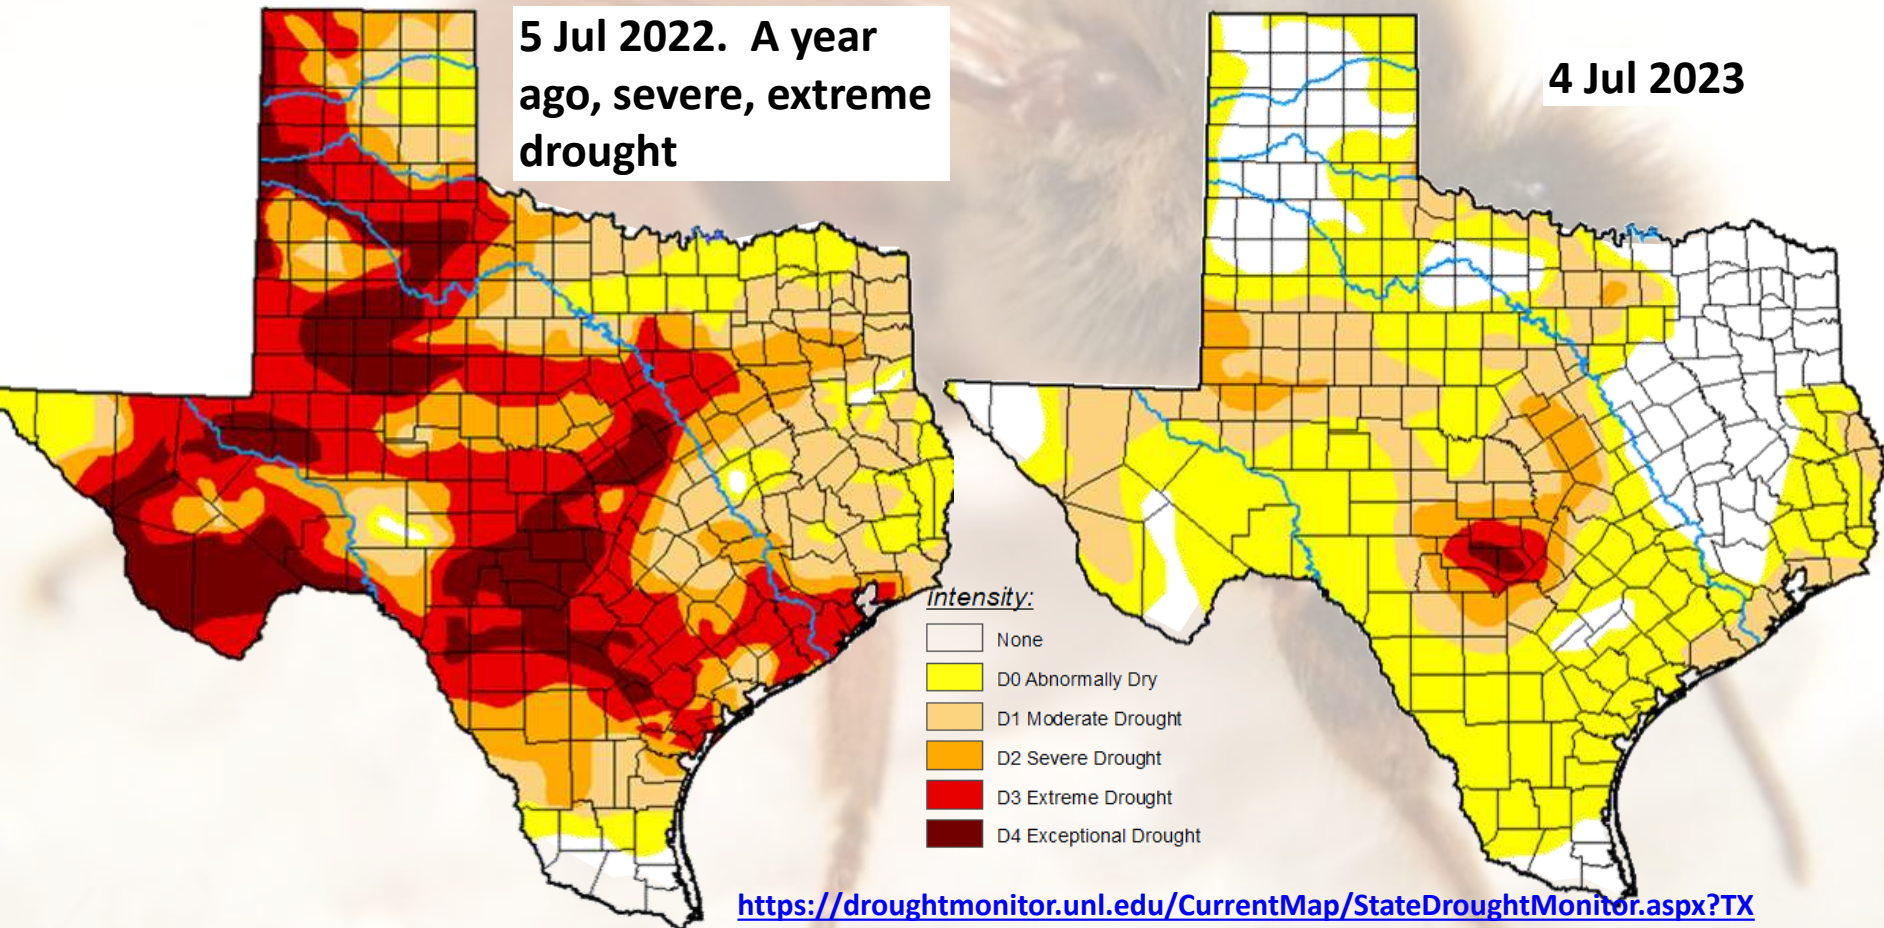 5 Jul 2022.  A year
ago, severe, extreme
drought
4 Jul 2023
Intensity:
None
D0 Abnormally Dry
D1 Moderate Drought
D2 Severe Drought
D3 Extreme Drought
D4 Exceptional Drought
https://droughtmonitor.unl.edu/CurrentMap/StateDroughtMonitor.aspx?TX